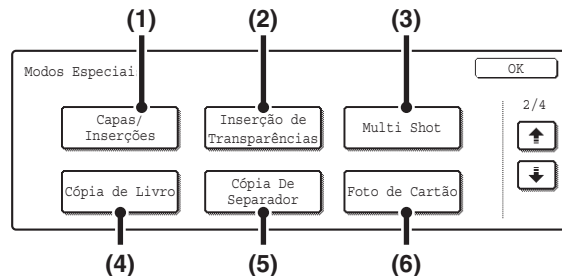 (1) (2) (3)
Modos Especiai
OK
2/4
Capas/
Inserções
Inserção de
Transparências
Multi Shot
Cópia de Livro
Cópia De
Separador
Foto de Cartão
(4) (5) (6)